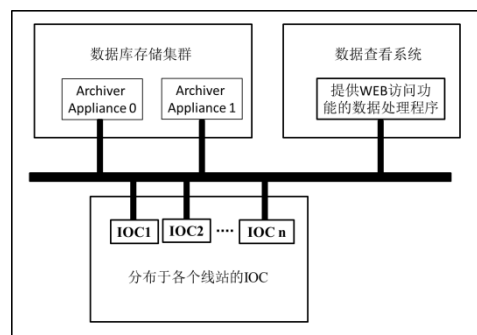 数据库存储集群
Archiver
Appliance 0
Archiver
Appliance 1
数据查看系统
提供WEB访问功
能的数据处理程序
IOC1 IOC2 .... IOC n
分布于各个线站的IOC